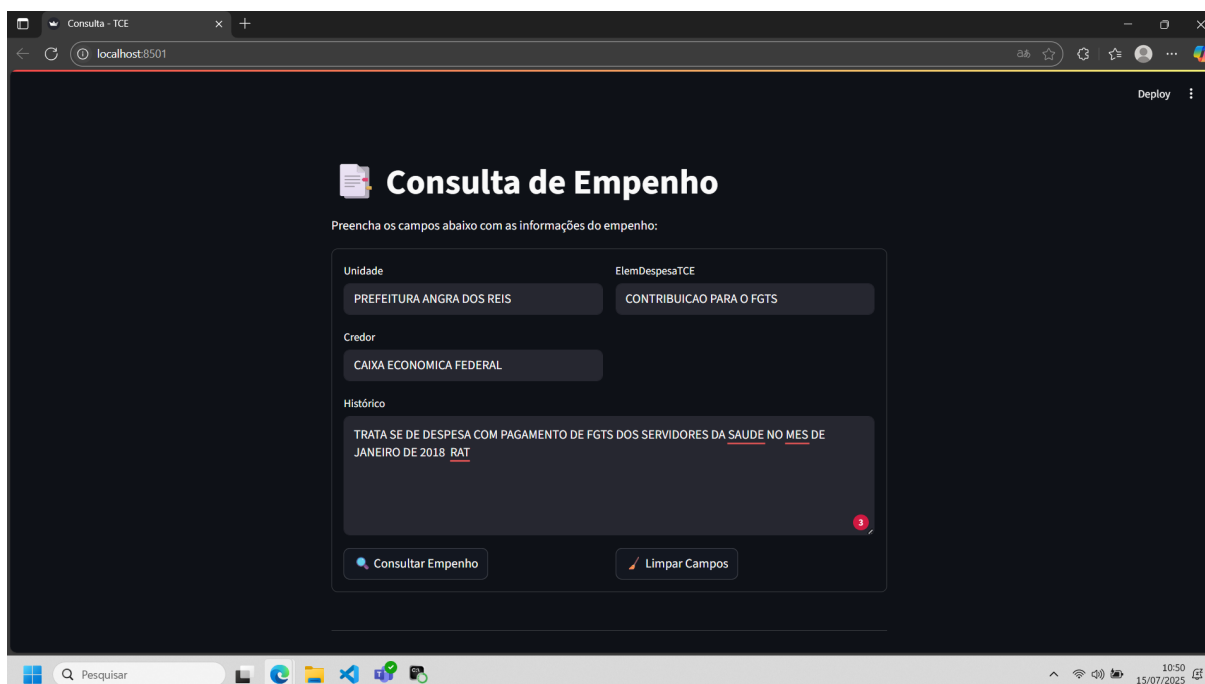 Consulta - TCE
localhost:8501
Deploy
Consulta de Empenho
Preencha os campos abaixo com as informações do empenho:
Unidade
PREFEITURA ANGRA DOS REIS
ElemDespesaTCE
CONTRIBUICAO PARA O FGTS
Credor
CAIXA ECONOMICA FEDERAL
Histórico
TRATA SE DE DESPESA COM PAGAMENTO DE FGTS DOS SERVIDORES DA SAUDE NO MES DE
JANEIRO DE 2018 RAT
3
Consultar Empenho
Limpar Campos
Pesquisar
10:50
15/07/2025